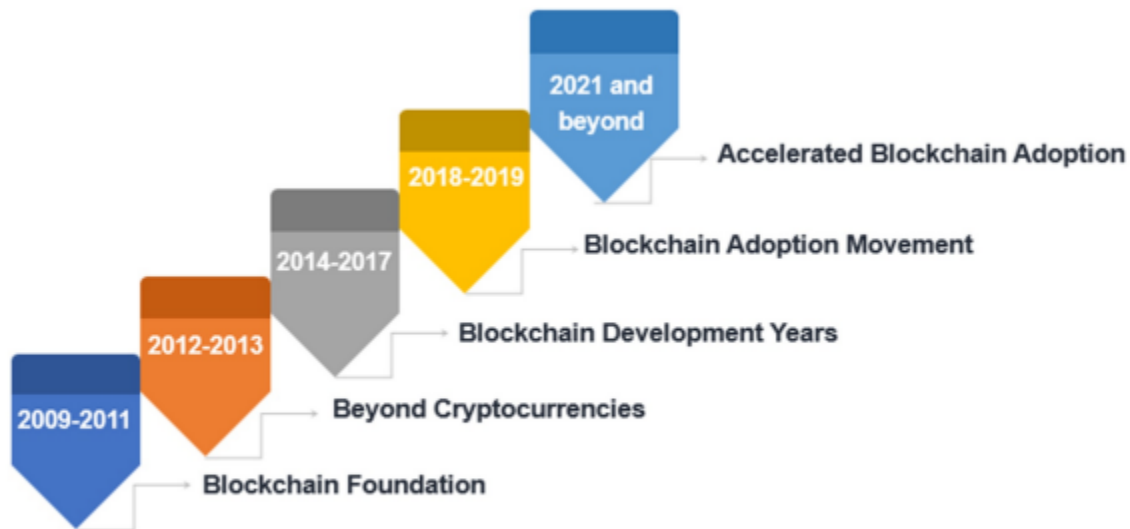 2021 and
beyond
Accelerated Blockchain Adoption
2018-2019
Blockchain Adoption Movement
2014-2017
Blockchain Development Years
2012-2013
Beyond Cryptocurrencies
2009-2011
Blockchain Foundation